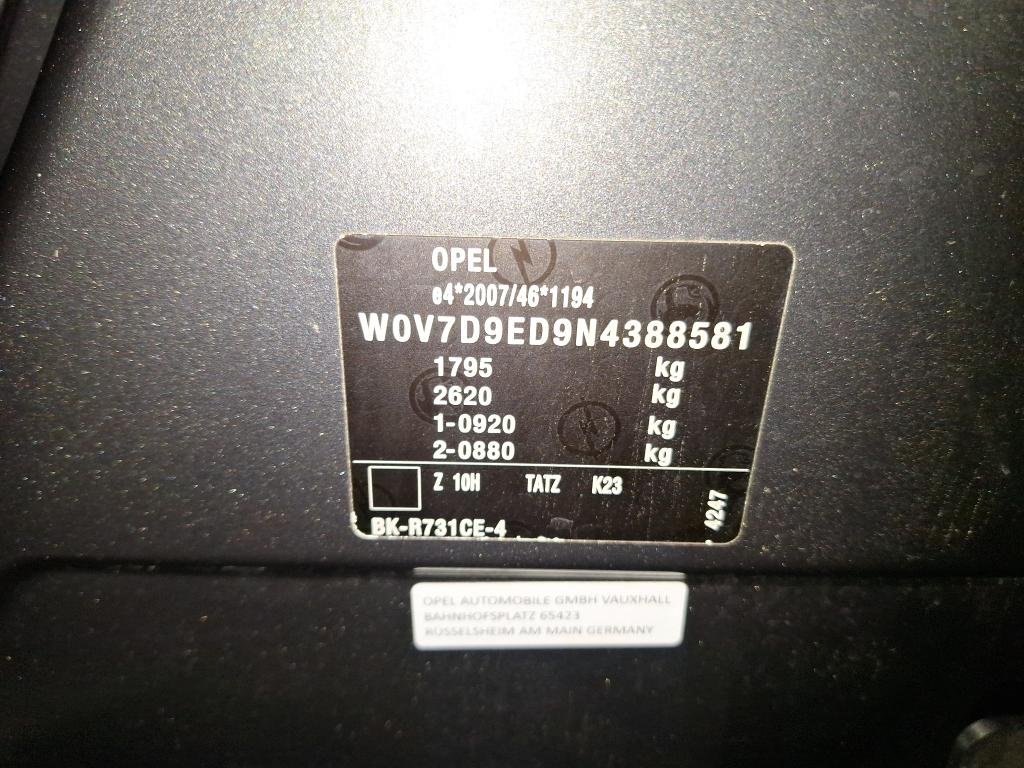 OPEL
e4*2007/46*1194
W0V7D9ED9N4388581
1795 kg
2620 kg
1-0920 kg
2-0880 kg
Z 10H TATZ K23
4247
BK-R731CE-4
OPEL AUTOMOBILE GMBH VAUXHALL
BAHNHOFSPLATZ 65423
RÜSSELSHEIM AM MAIN GERMANY